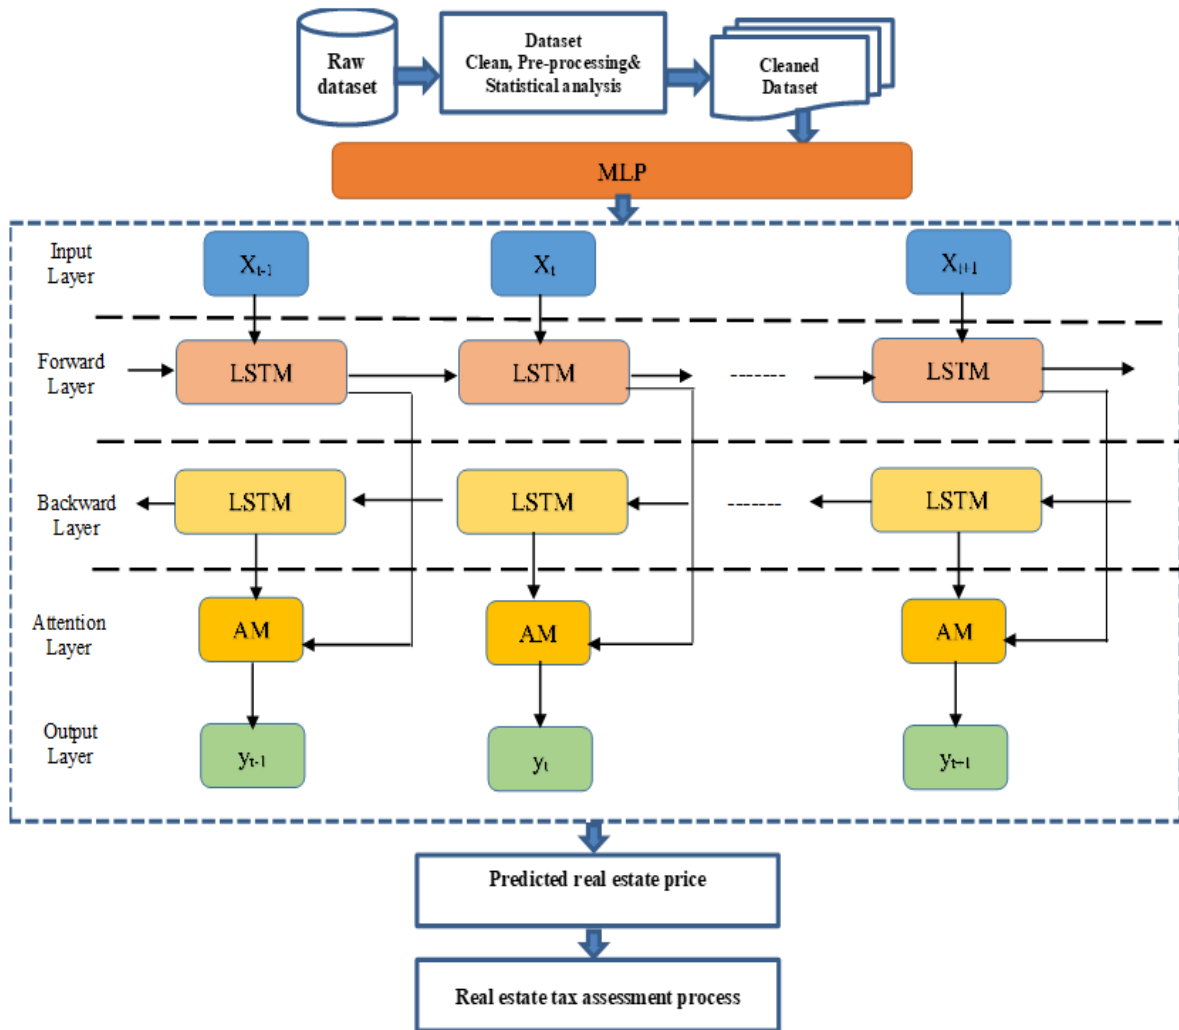 Raw
dataset
Dataset
Clean, Pre-processing&
Statistical analysis
Cleaned
Dataset
MLP
Input
Layer
Xt-1
Xt
Xt+1
Forward
Layer
LSTM
LSTM
-------
LSTM
Backward
Layer
LSTM
LSTM
-------
LSTM
Attention
Layer
AM
AM
AM
Output
Layer
yt-1
yt
yt+1
Predicted real estate price
Real estate tax assessment process